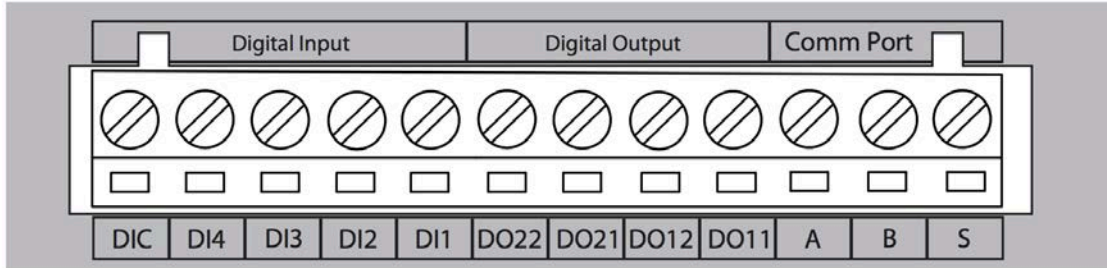 Digital Input Digital Output Comm Port
DIC DI4 DI3 DI2 DI1 DO22 DO21 DO12 DO11 A B S